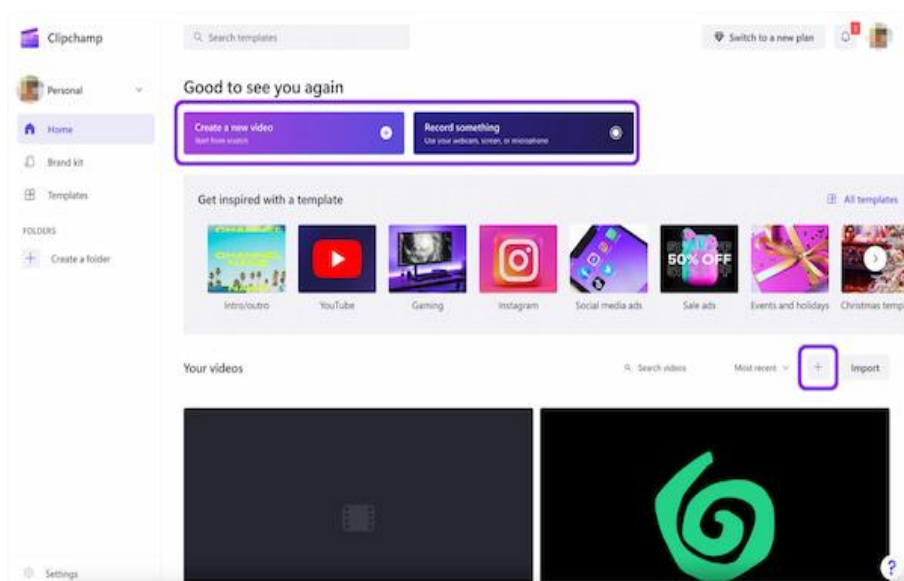 Clipchamp
Search templates
Switch to a new plan
Personal
Good to see you again
Home
Create a new video
Start from scratch
Record something
Use your webcam, screen, or microphone
Brand kit
Templates
Get inspired with a template
All templates
FOLDERS
Create a folder
CHANNEL
NAME
50% OFF
Intro/outro
YouTube
Gaming
Instagram
Social media ads
Sale ads
Events and holidays
Christmas temp
Your videos
Search videos
Most recent
Import
Settings
?